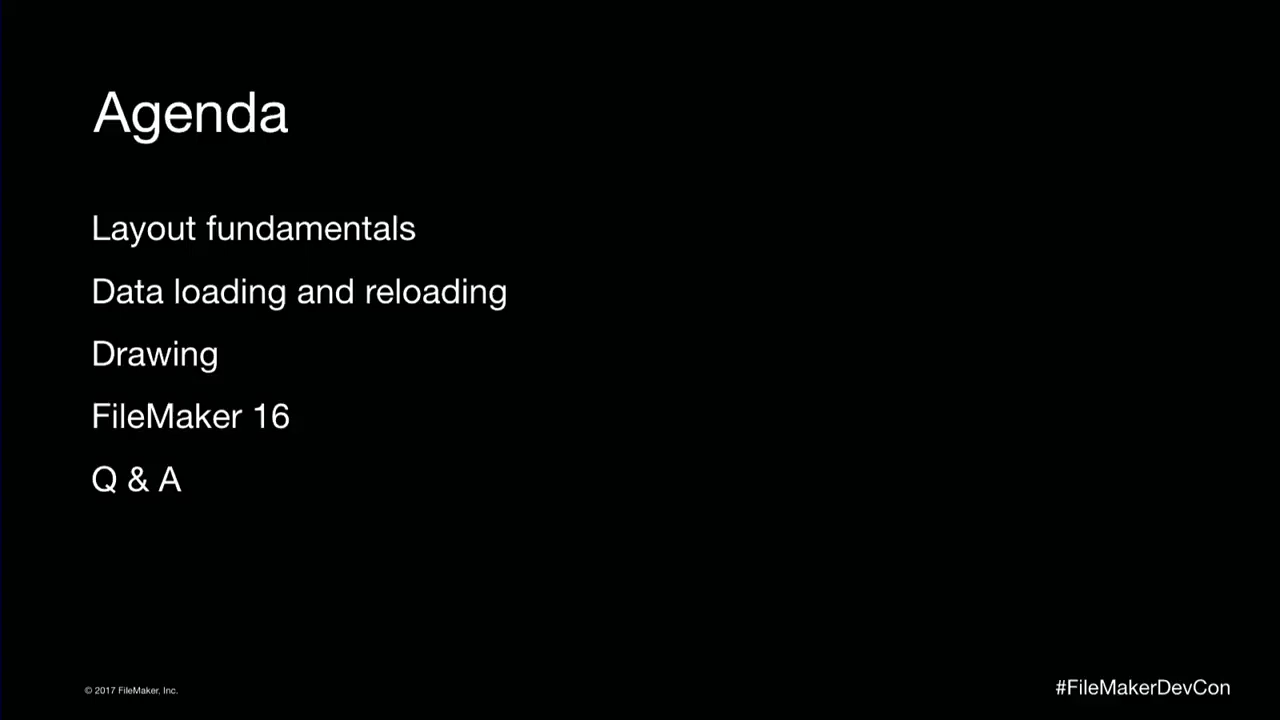 Agenda
Layout fundamentals
Data loading and reloading
Drawing
FileMaker 16
Q & A
© 2017 FileMaker, Inc.
#FileMakerDevCon